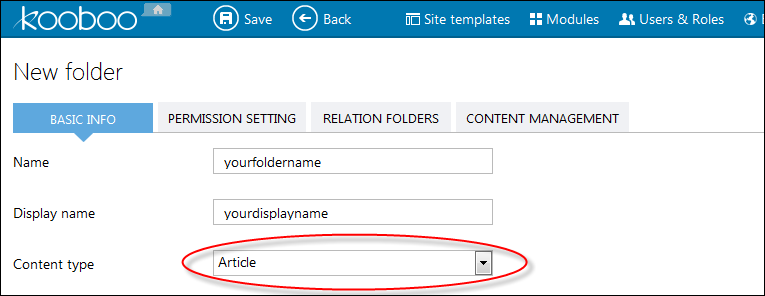 kooboo Save Back Site templates Modules Users & Roles
New folder
BASIC INFO PERMISSION SETTING RELATION FOLDERS CONTENT MANAGEMENT
Name yourfoldername
Display name yourdisplayname
Content type Article